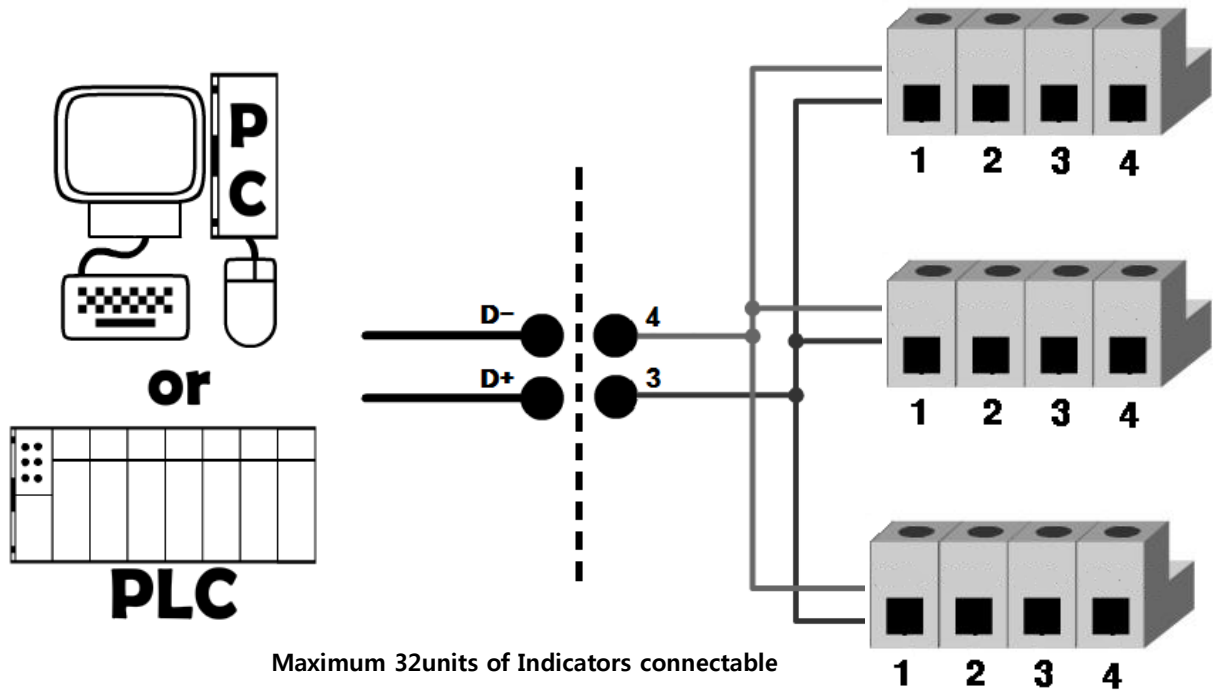 PC
D−
4
D+
3
or
PLC
1 2 3 4
1 2 3 4
1 2 3 4
Maximum 32units of Indicators connectable